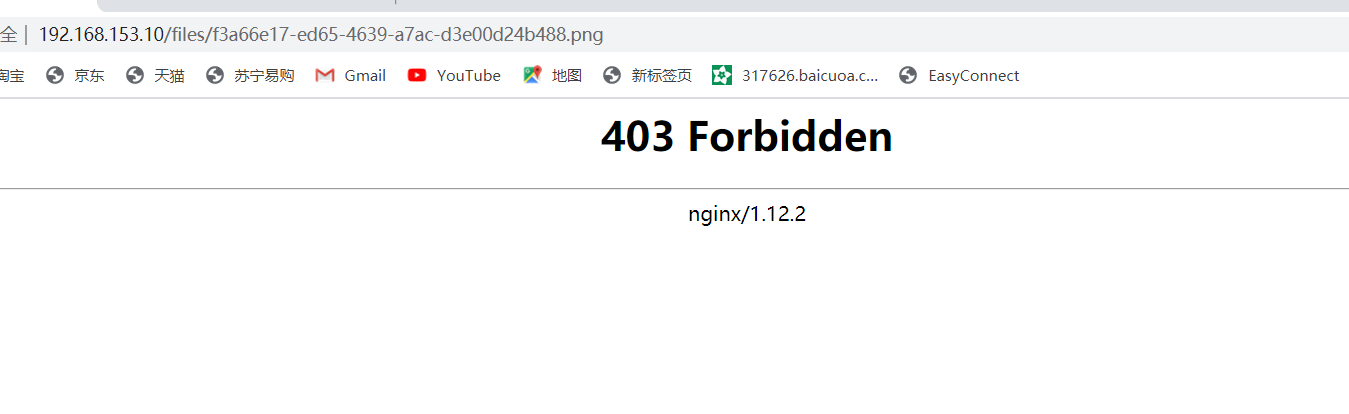 全 | 192.168.153.10/files/f3a66e17-ed65-4639-a7ac-d3e00d24b488.png
淘宝 京东 天猫 苏宁易购 Gmail YouTube 地图 新标签页 317626.baicuoa.c... EasyConnect
403 Forbidden
nginx/1.12.2